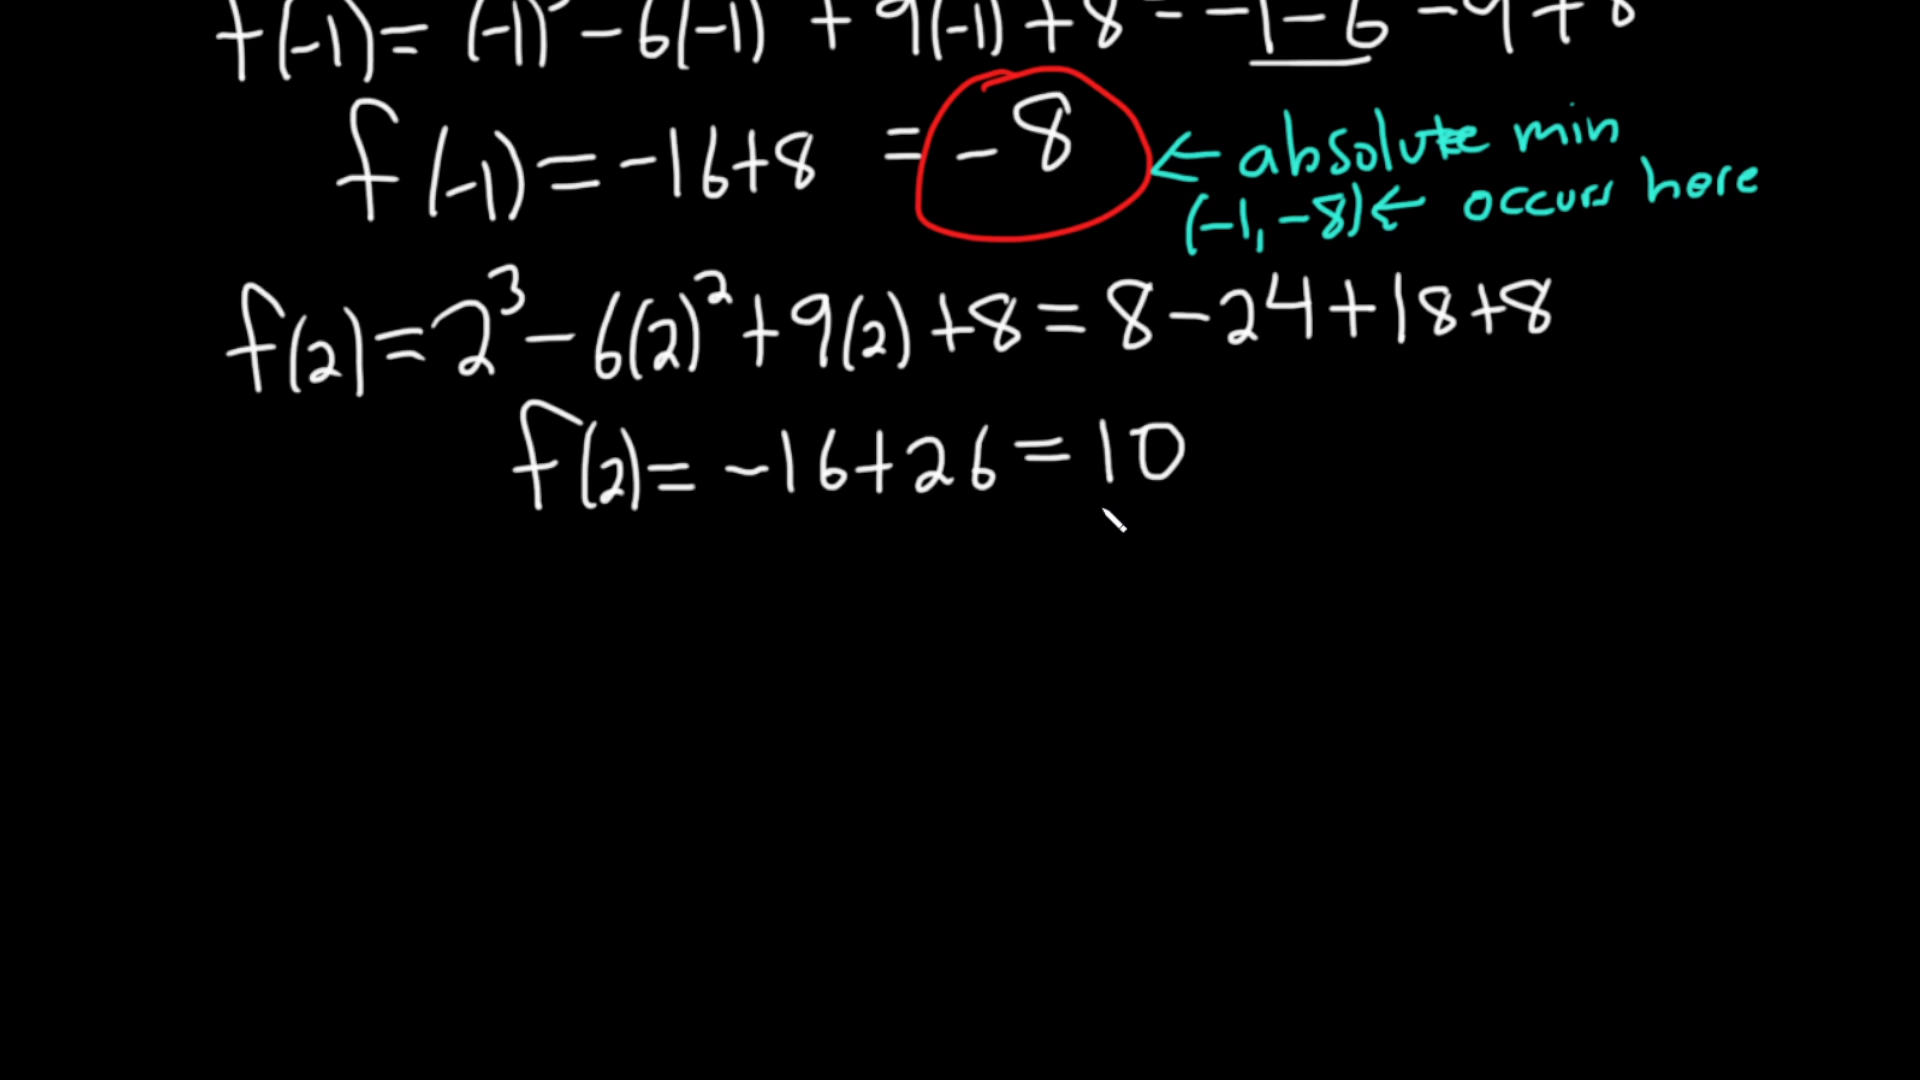 f(-1) = (-1)³ - 6(-1) + 9(-1) + 8 = -1 - 6 - 9 + 8
f(-1) = -16+8 = -8 ← absolute min
(-1, -8) ← occurs here
f(2) = 2³ - 6(2)² + 9(2) + 8 = 8 - 24 + 18 + 8
f(2) = -16 + 26 = 10